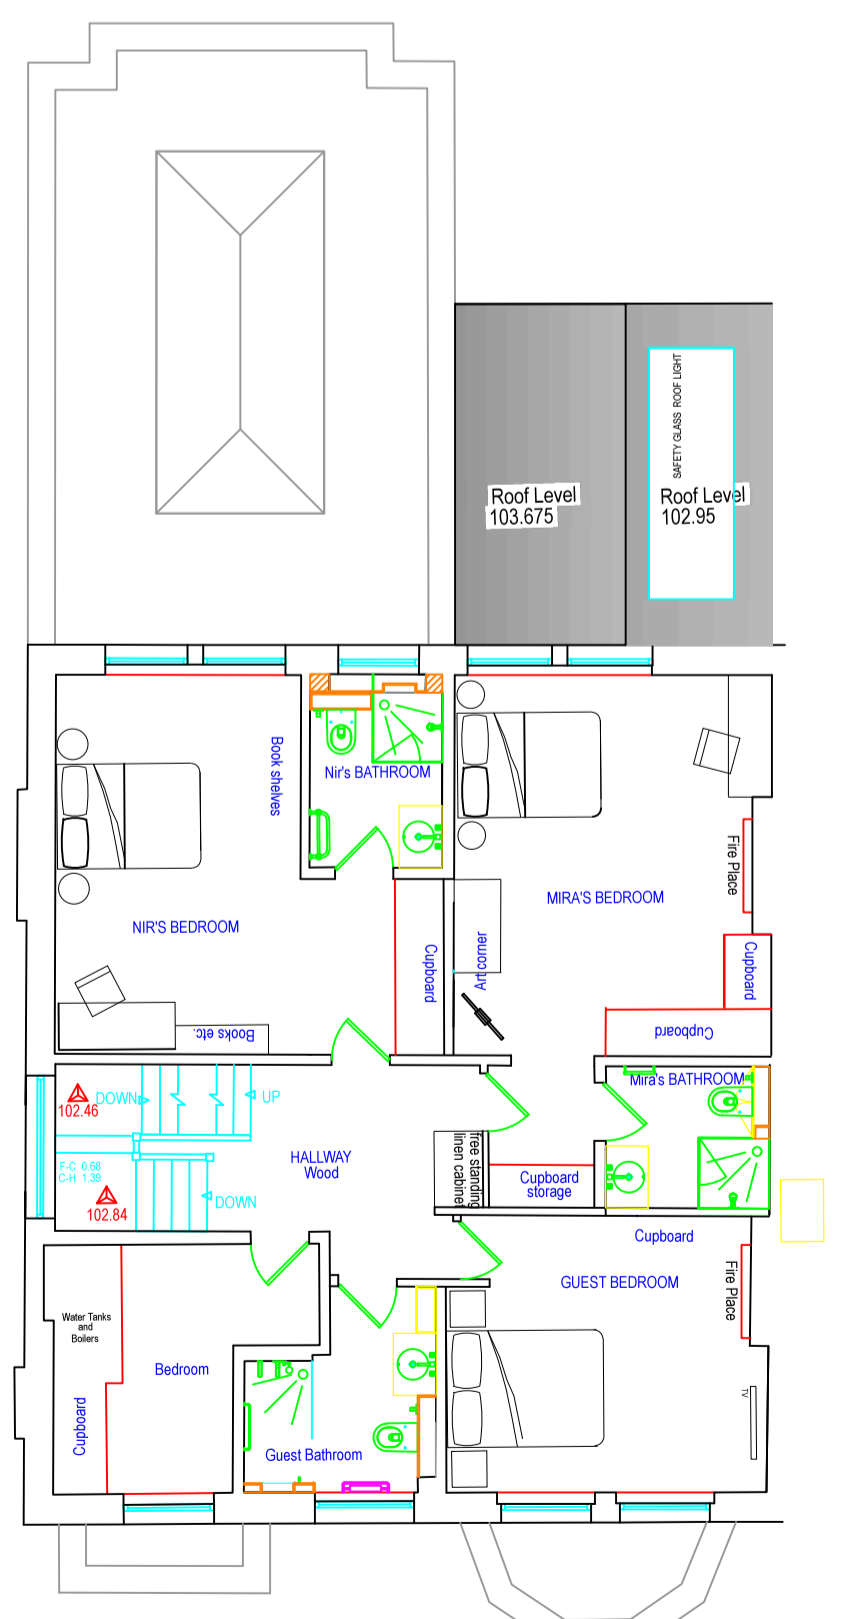 SAFETY GLASS ROOF LIGHT
Roof Level
103.675
Roof Level
102.95
Book shelves
Nir's BATHROOM
Fire Place
NIR'S BEDROOM
MIRA'S BEDROOM
Cupboard
Art corner
Cupboard
Books etc.
Cupboard
102.46
DOWN
UP
Mira's BATHROOM
HALLWAY
Wood
free standing
linen cabinet
F-C 0.68
C-H 1.39
Cupboard
storage
102.84
DOWN
Cupboard
GUEST BEDROOM
Fire Place
Water Tanks
and
Boilers
Bedroom
Cupboard
TV
Guest Bathroom